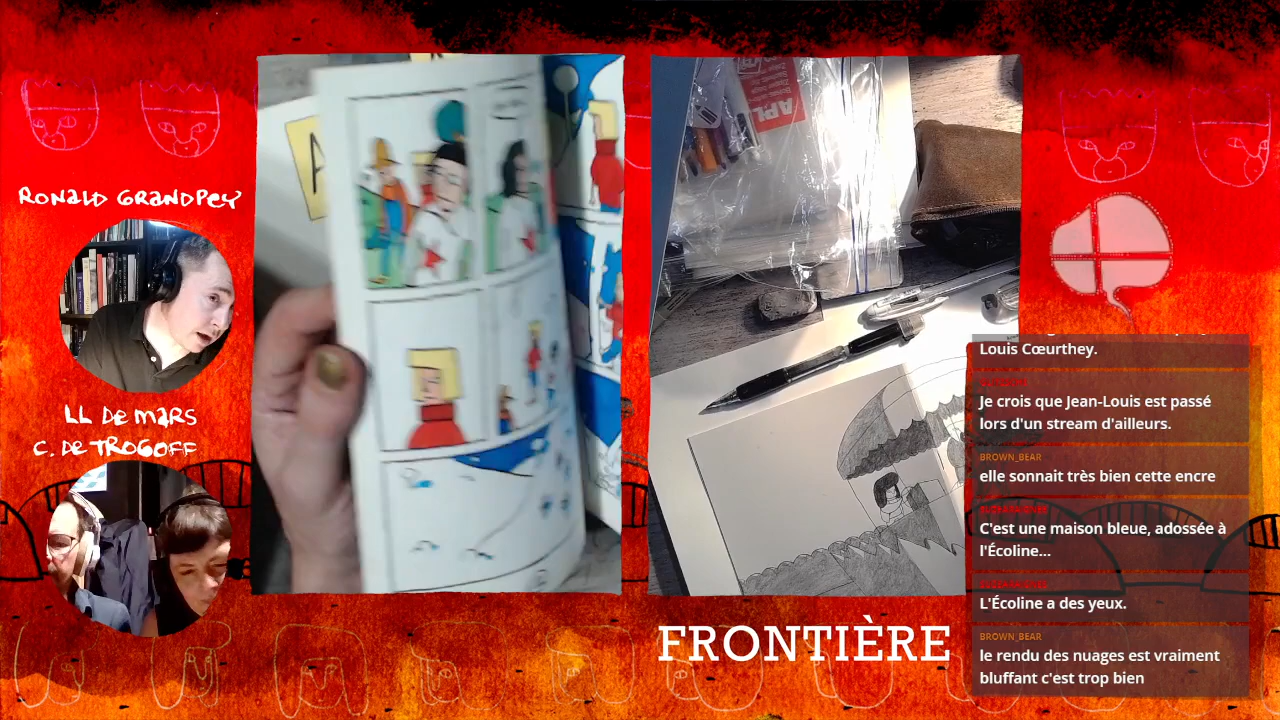 RONALD GRANDPEY
LL DE MARS
C. DE TROGOFF
A
APLI
FRONTIÈRE
Louis Cœurthey.
Je crois que Jean-Louis est passé
lors d'un stream d'ailleurs.
BROWN_BEAR
elle sonnait très bien cette encre
C'est une maison bleue, adossée à
l'Écoline...
L'Écoline a des yeux.
BROWN_BEAR
le rendu des nuages est vraiment
bluffant c'est trop bien